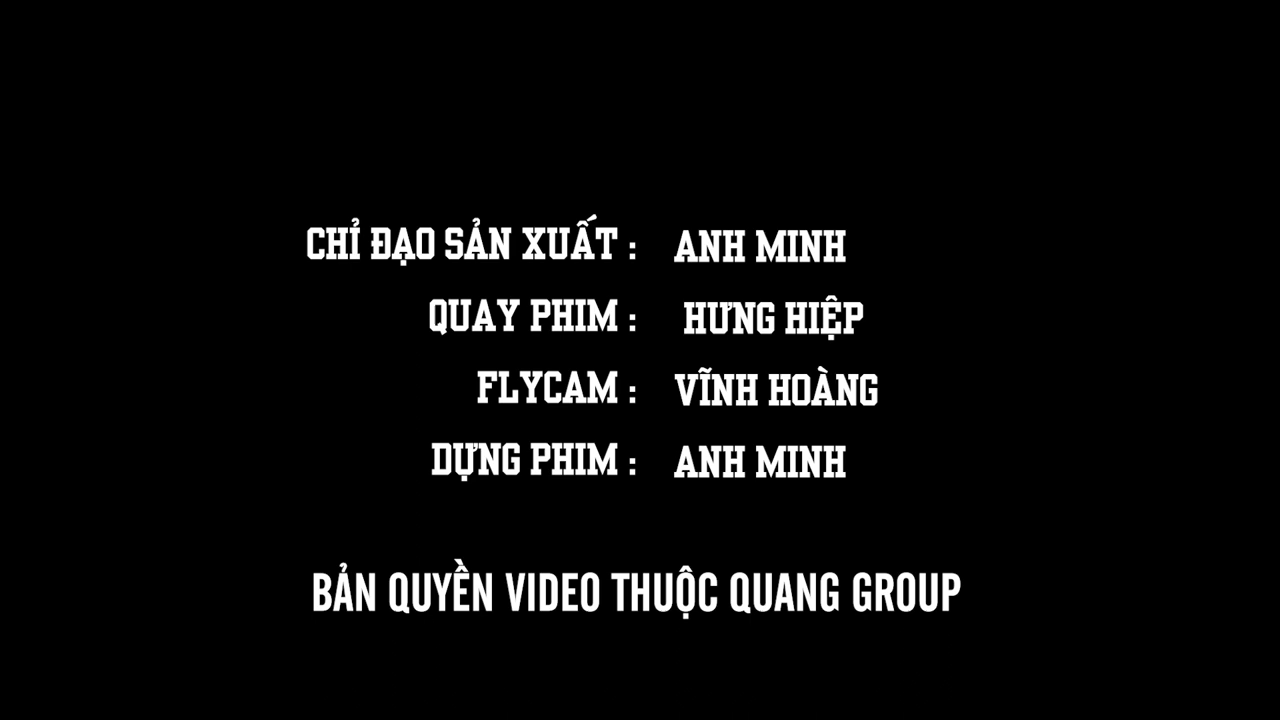 CHỈ ĐẠO SẢN XUẤT : ANH MINH
QUAY PHIM : HƯNG HIỆP
FLYCAM : VĨNH HOÀNG
DỰNG PHIM : ANH MINH
BẢN QUYỀN VIDEO THUỘC QUANG GROUP